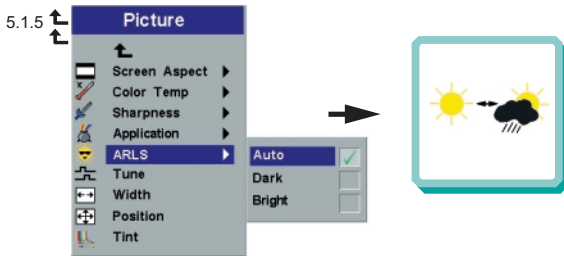 5.1.5
Picture
Screen Aspect
Color Temp
Sharpness
Application
ARLS
Auto
Tune
Dark
Width
Bright
Position
Tint